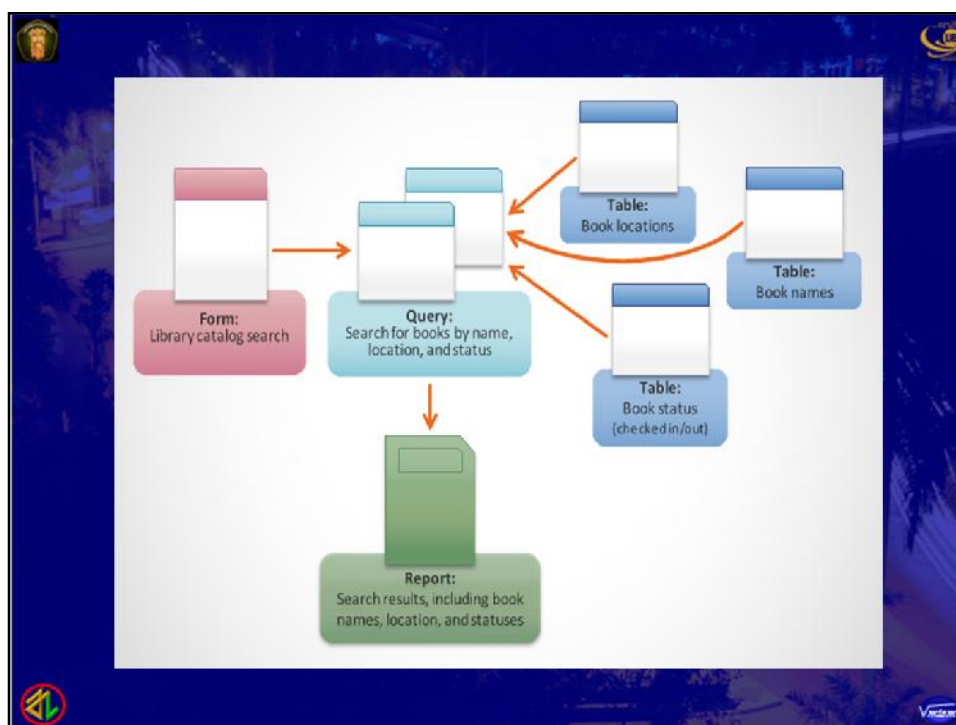 Table:
Book locations
Table:
Book names
Form:
Library catalog search
Query:
Search for books by name,
location, and status
Table:
Book status
(checked in/out)
Report:
Search results, including book
names, location, and statuses